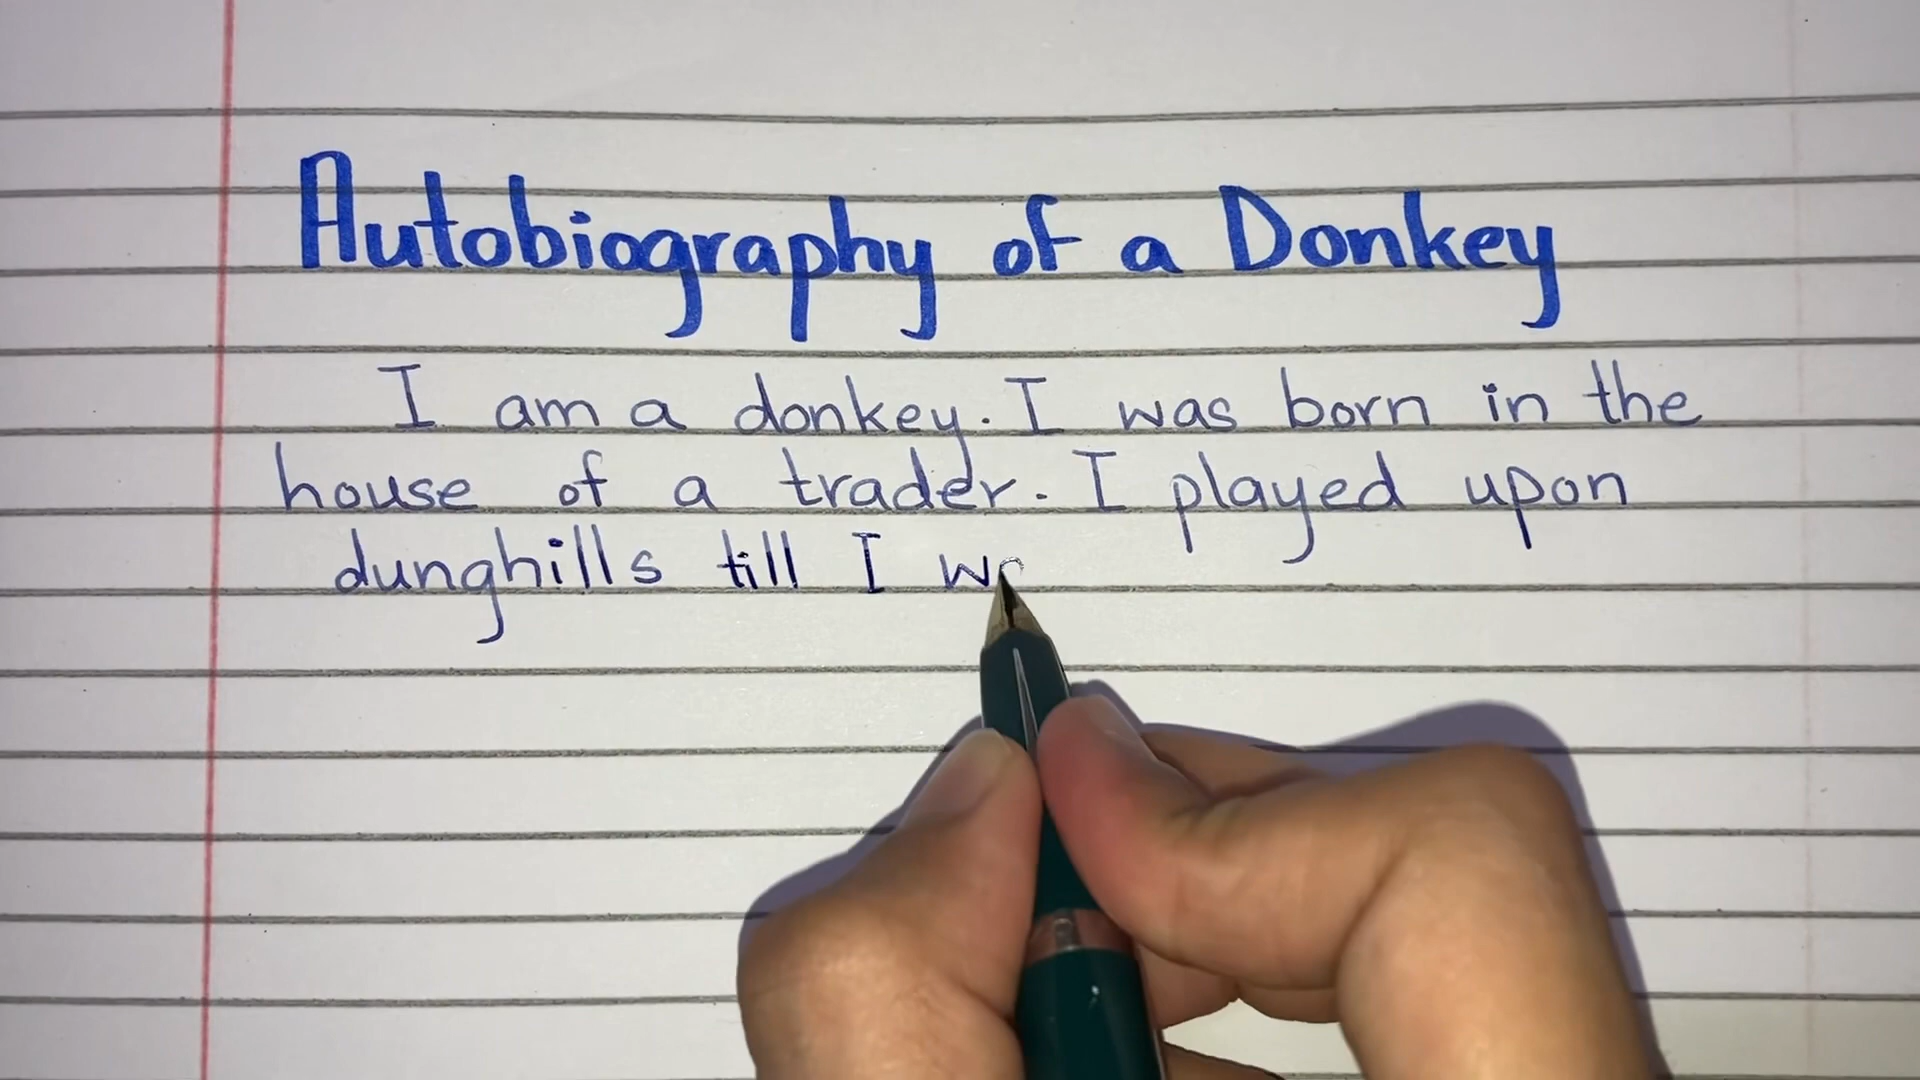 Autobiography of a Donkey
I am a donkey. I was born in the
house of a trader. I played upon
dunghills till I